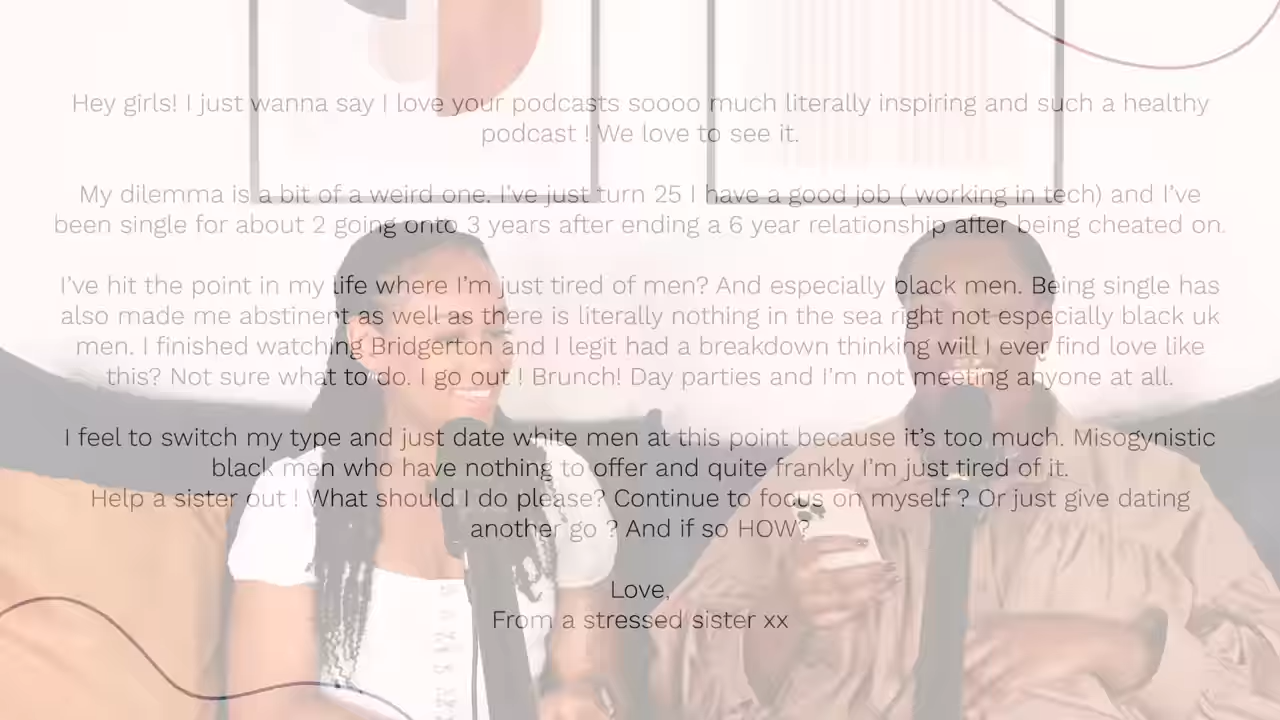 Hey girls! I just wanna say I love your podcasts soooo much literally inspiring and such a healthy
podcast ! We love to see it.
My dilemma is a bit of a weird one. I've just turn 25 I have a good job ( working in tech) and I've
been single for about 2 going onto 3 years after ending a 6 year relationship after being cheated on.
I've hit the point in my life where I'm just tired of men? And especially black men. Being single has
also made me abstinent as well as there is literally nothing in the sea right not especially black uk
men. I finished watching Bridgerton and I legit had a breakdown thinking will I ever find love like
this? Not sure what to do. I go out ! Brunch! Day parties and I'm not meeting anyone at all.
I feel to switch my type and just date white men at this point because it's too much. Misogynistic
black men who have nothing to offer and quite frankly I'm just tired of it.
Help a sister out ! What should I do please? Continue to focus on myself ? Or just give dating
another go ? And if so HOW?
Love,
From a stressed sister xx